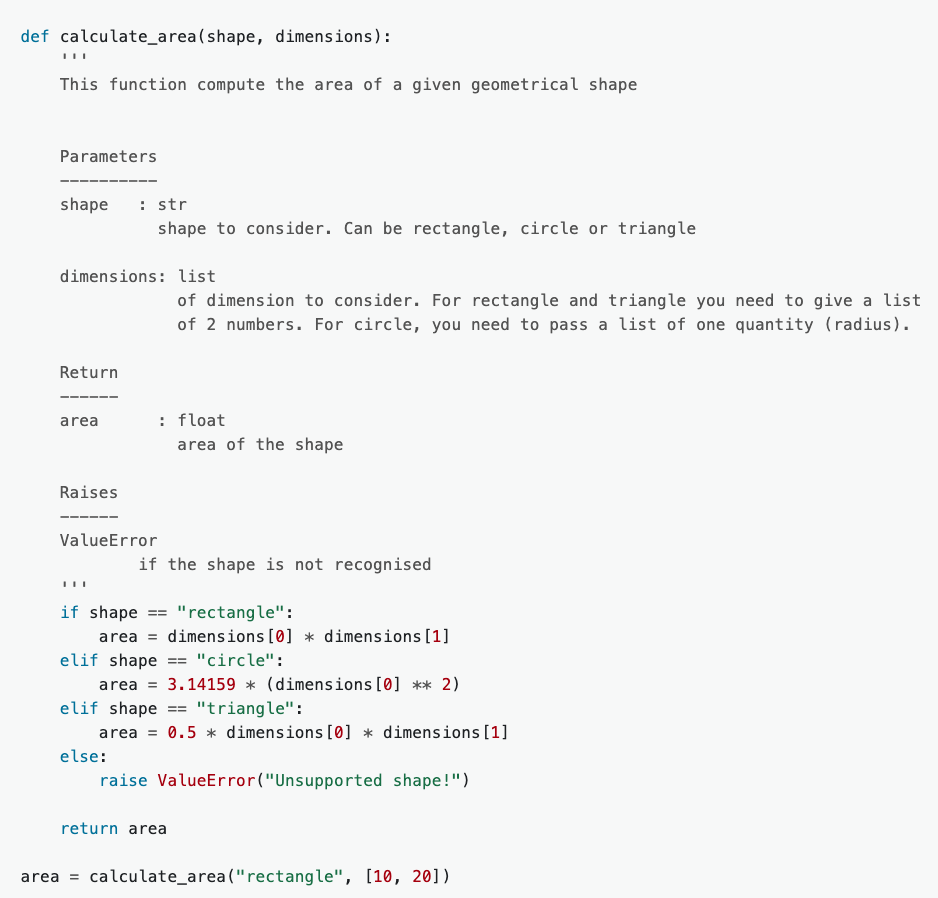 def calculate_area(shape, dimensions):
    '''
    This function compute the area of a given geometrical shape


    Parameters
    ----------
    shape   : str
              shape to consider. Can be rectangle, circle or triangle

    dimensions: list
                of dimension to consider. For rectangle and triangle you need to give a list
                of 2 numbers. For circle, you need to pass a list of one quantity (radius).

    Return
    ------
    area      : float
                area of the shape

    Raises
    ------
    ValueError
            if the shape is not recognised
    '''
    if shape == "rectangle":
        area = dimensions[0] * dimensions[1]
    elif shape == "circle":
        area = 3.14159 * (dimensions[0] ** 2)
    elif shape == "triangle":
        area = 0.5 * dimensions[0] * dimensions[1]
    else:
        raise ValueError("Unsupported shape!")

    return area

area = calculate_area("rectangle", [10, 20])